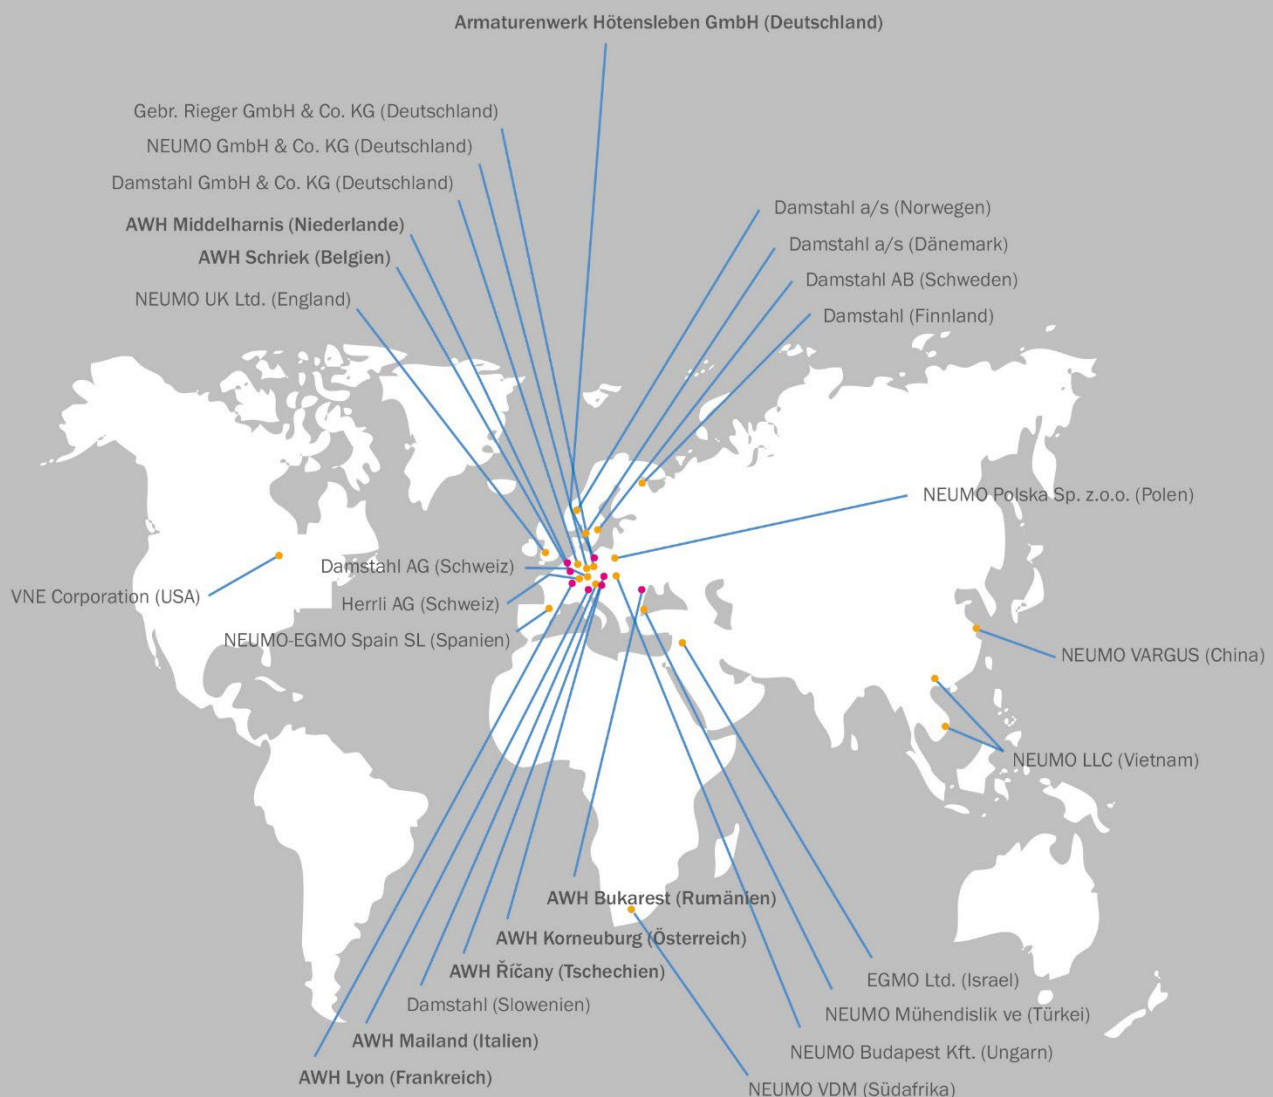 Armaturenwerk Hötensleben GmbH (Deutschland)
Gebr. Rieger GmbH & Co. KG (Deutschland)
NEUMO GmbH & Co. KG (Deutschland)
Damstahl GmbH & Co. KG (Deutschland)
AWH Middelharnis (Niederlande)
AWH Schriek (Belgien)
NEUMO UK Ltd. (England)
Damstahl a/s (Norwegen)
Damstahl a/s (Dänemark)
Damstahl AB (Schweden)
Damstahl (Finnland)
NEUMO Polska Sp. z.o.o. (Polen)
Damstahl AG (Schweiz)
VNE Corporation (USA)
Herrli AG (Schweiz)
NEUMO-EGMO Spain SL (Spanien)
NEUMO VARGUS (China)
NEUMO LLC (Vietnam)
AWH Bukarest (Rumänien)
AWH Korneuburg (Österreich)
AWH Říčany (Tschechien)
Damstahl (Slowenien)
AWH Mailand (Italien)
AWH Lyon (Frankreich)
EGMO Ltd. (Israel)
NEUMO Mühendislik ve (Türkei)
NEUMO Budapest Kft. (Ungarn)
NEUMO VDM (Südafrika)